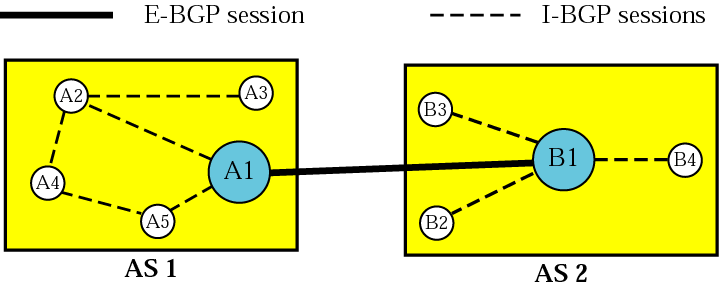 E-BGP session I-BGP sessions
A2 A3
A1
A4
A5
AS 1
B3
B1 B4
B2
AS 2